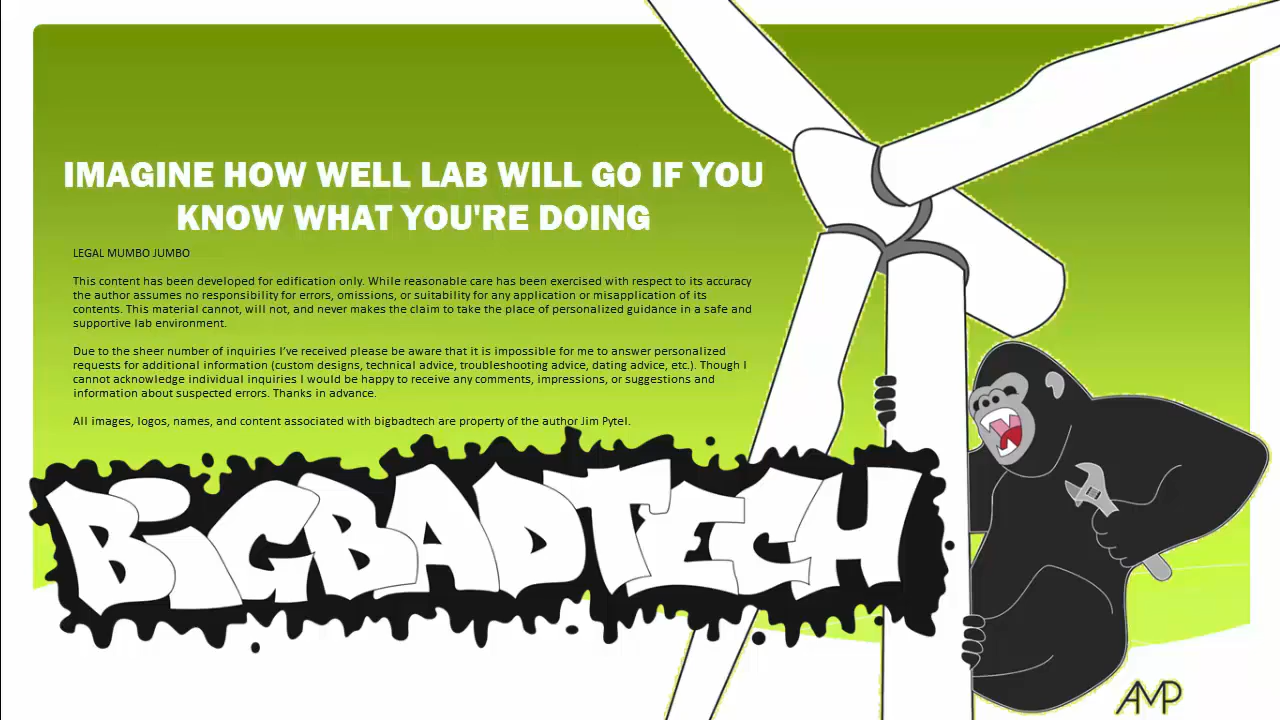 IMAGINE HOW WELL LAB WILL GO IF YOU
KNOW WHAT YOU'RE DOING
LEGAL MUMBO JUMBO
This content has been developed for edification only. While reasonable care has been exercised with respect to its accuracy
the author assumes no responsibility for errors, omissions, or suitability for any application or misapplication of its
contents. This material cannot, will not, and never makes the claim to take the place of personalized guidance in a safe and
supportive lab environment.
Due to the sheer number of inquiries I've received please be aware that it is impossible for me to answer personalized
requests for additional information (custom designs, technical advice, troubleshooting advice, dating advice, etc.). Though I
cannot acknowledge individual inquiries I would be happy to receive any comments, impressions, or suggestions and
information about suspected errors. Thanks in advance.
All images, logos, names, and content associated with bigbadtech are property of the author Jim Pytel.
BiGBADTECH
AMP